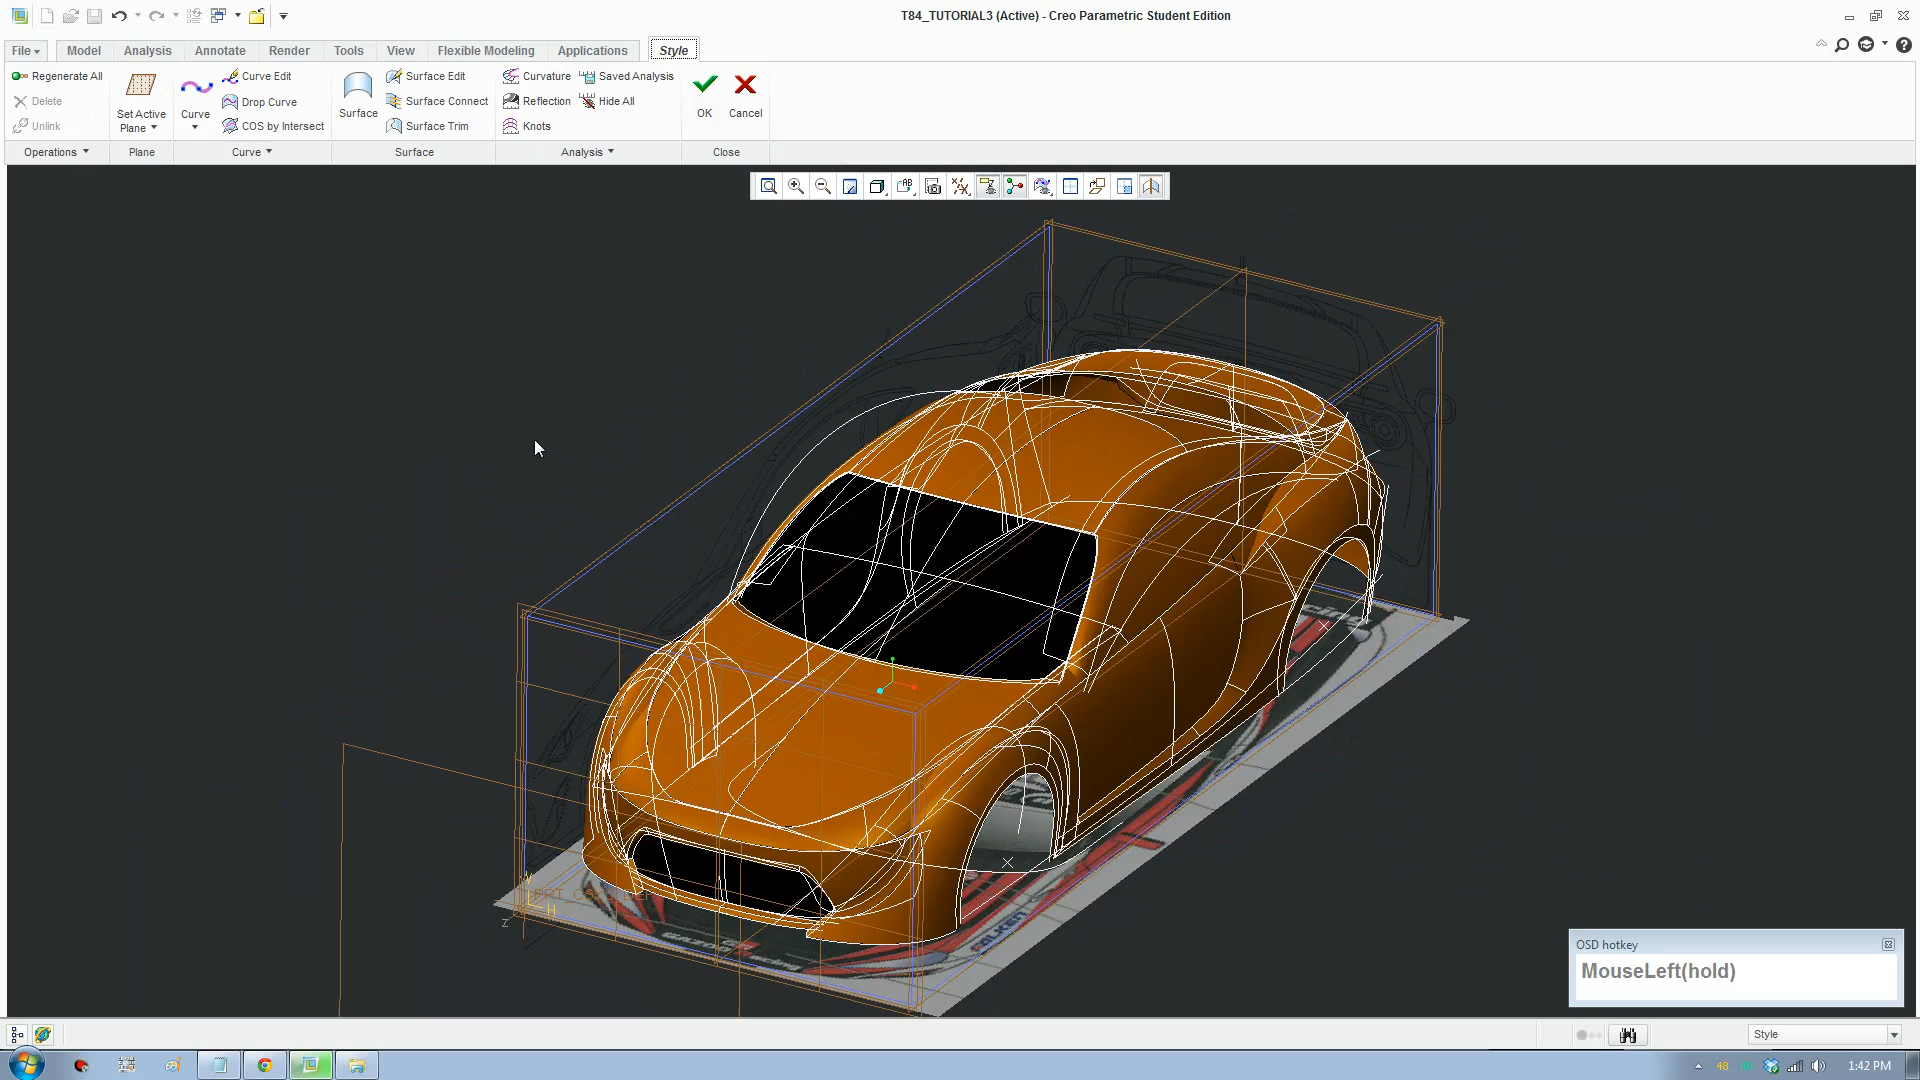 T84_TUTORIAL3 (Active) - Creo Parametric Student Edition
File
Model
Analysis
Annotate
Render
Tools
View
Flexible Modeling
Applications
Style
Regenerate All
Delete
Unlink
Set Active
Plane
Curve
Curve Edit
Drop Curve
COS by Intersect
Surface
Surface Edit
Surface Connect
Surface Trim
Curvature
Saved Analysis
Reflection
Hide All
Knots
OK
Cancel
Operations
Plane
Curve
Surface
Analysis
Close
H
Z
FALKEN
OSD hotkey
MouseLeft(hold)
Style
48
1:42 PM